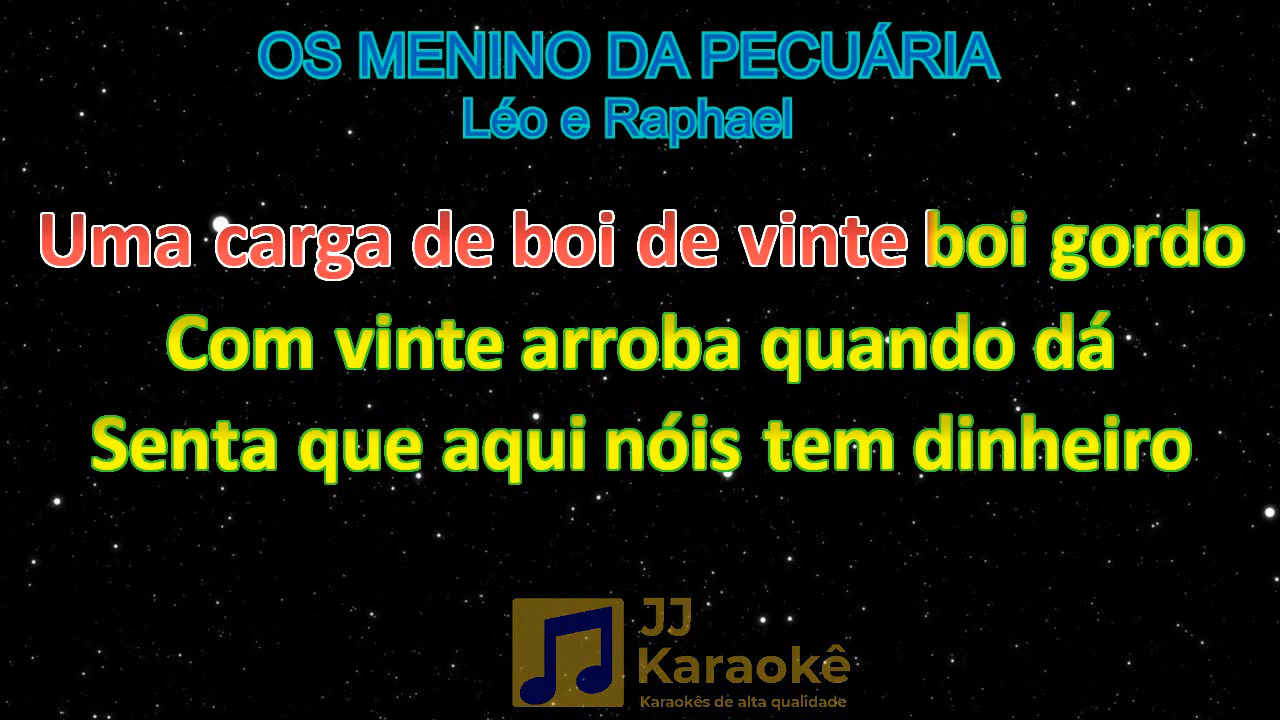 OS MENINO DA PECUÁRIA
Léo e Raphael
Uma carga de boi de vinte boi gordo
Com vinte arroba quando dá
Senta que aqui nóis tem dinheiro
JJ
Karaokê
Karaokês de alta qualidade